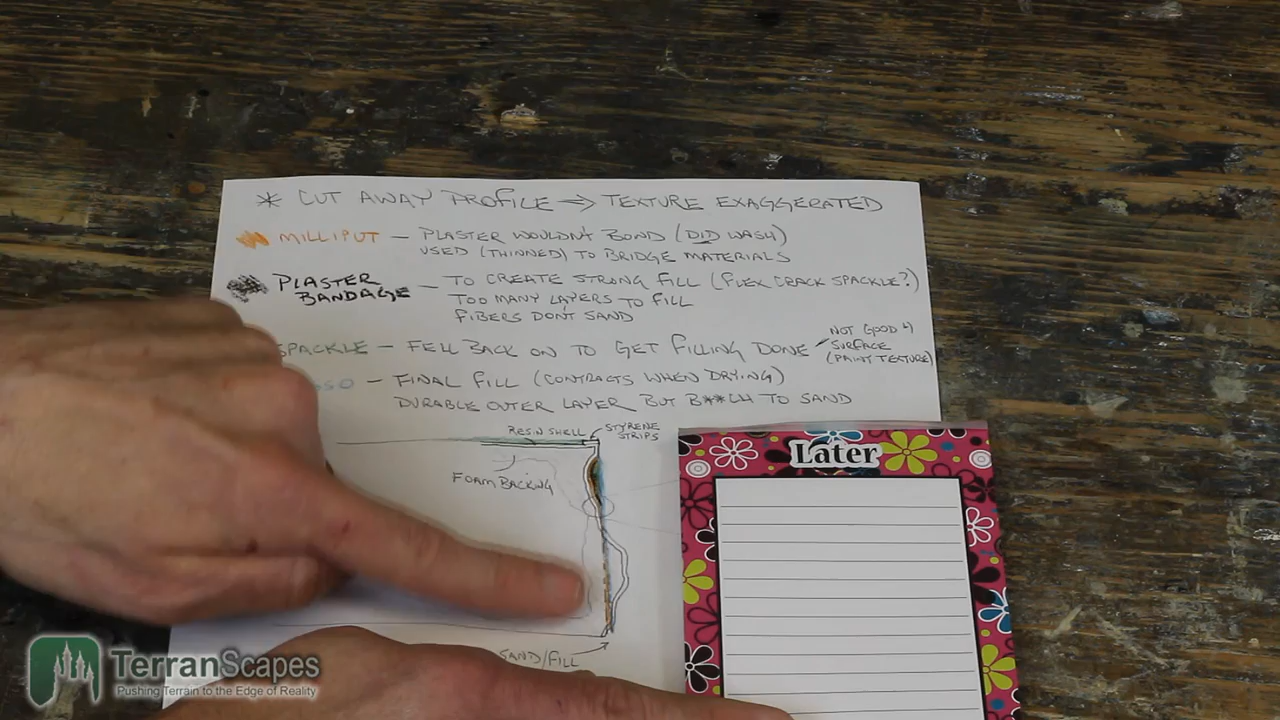 * CUT AWAY PROFILE => TEXTURE EXAGGERATED
MILLIPUT — PLASTER WOULDN'T BOND (DID WASH)
USED (THINNED) TO BRIDGE MATERIALS
PLASTER BANDAGE — TO CREATE STRONG FILL (FLEX CRACK SPACKLE?)
TOO MANY LAYERS TO FILL
FIBERS DON'T SAND
SPACKLE — FELL BACK ON TO GET FILLING DONE
NOT GOOD
SURFACE
(PAINT TEXTURE)
— FINAL FILL (CONTRACTS WHEN DRYING)
DURABLE OUTER LAYER BUT B**CH TO SAND
RESIN SHELL
STYRENE
STRIPS
FOAM BACKING
SAND/FILL
Later
TerranScapes
Pushing Terrain to the Edge of Reality